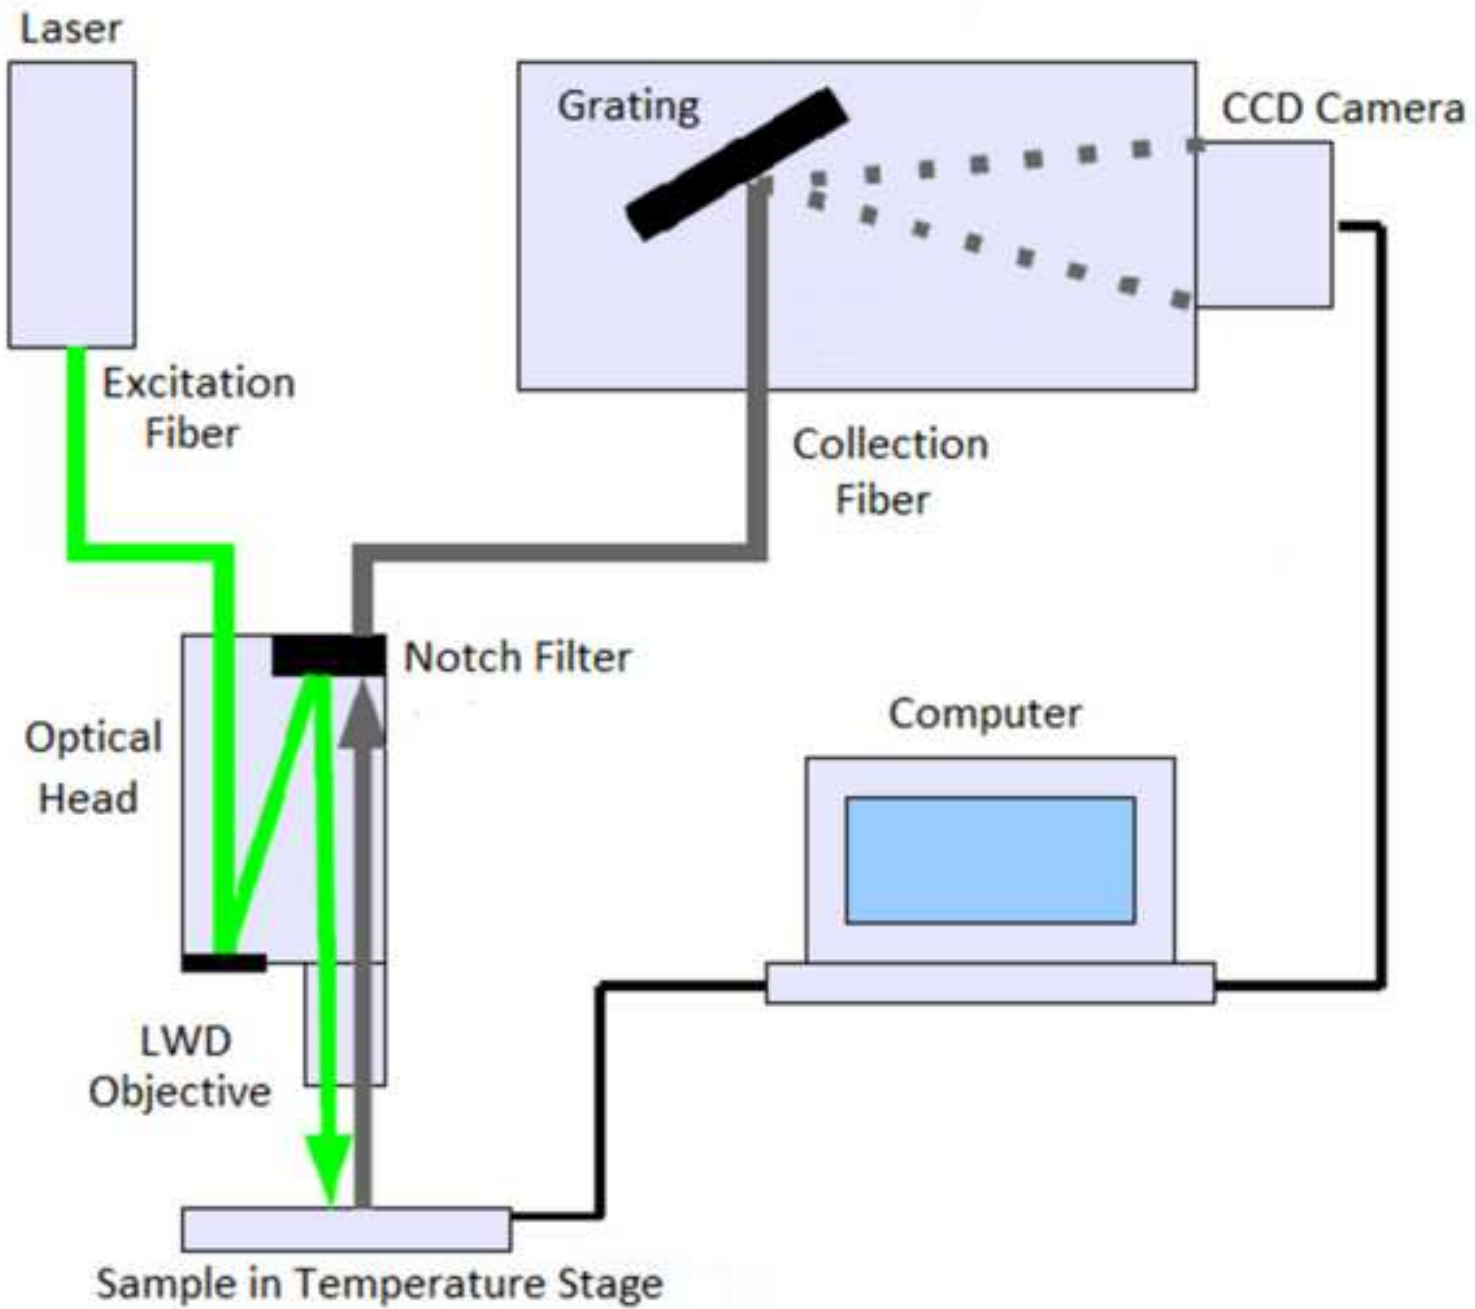 Laser
Grating
CCD Camera
Excitation
Fiber
Collection
Fiber
Notch Filter
Optical
Head
Computer
LWD
Objective
Sample in Temperature Stage